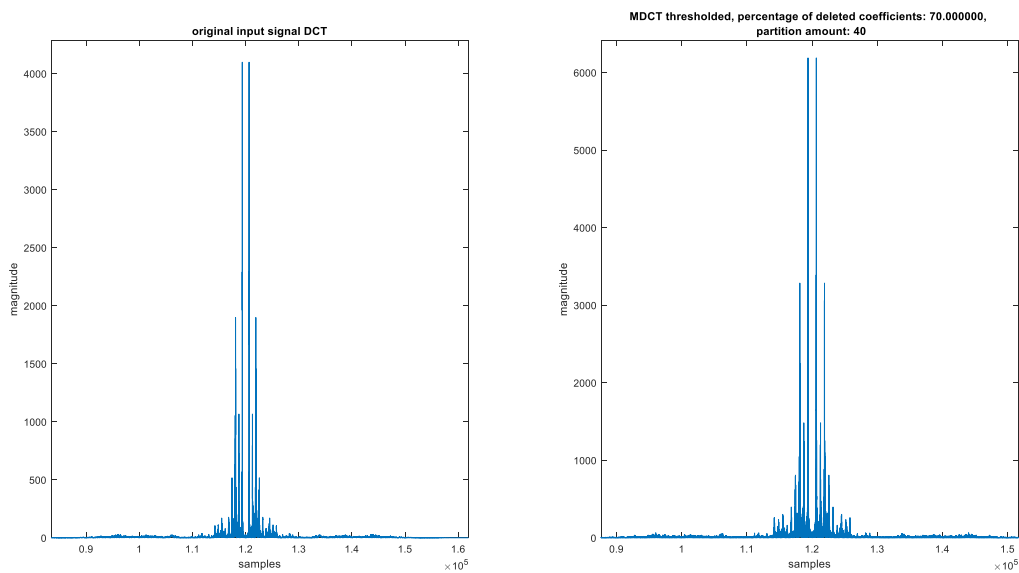 original input signal DCT
4000
3500
3000
2500
2000
1500
1000
500
0
magnitude
0.9 1 1.1 1.2 1.3 1.4 1.5 1.6
samples
×10^5
MDCT thresholded, percentage of deleted coefficients: 70.000000,
partition amount: 40
6000
5000
4000
3000
2000
1000
0
magnitude
0.9 1 1.1 1.2 1.3 1.4 1.5
samples
×10^5